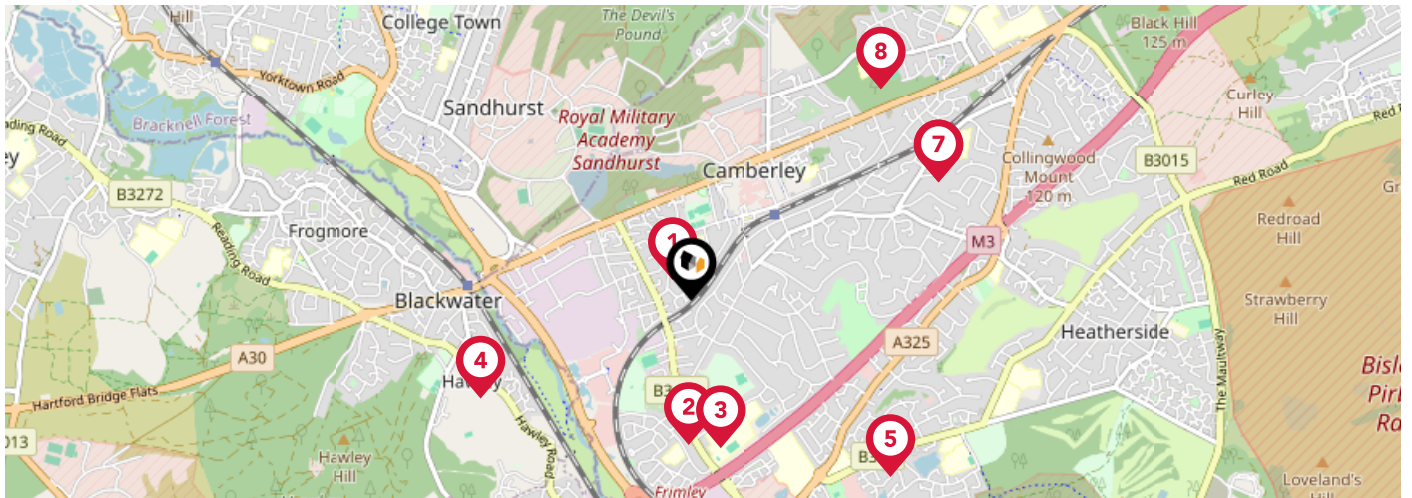 Hill
College Town
The Devil's
Pound
Black Hill
125 m
8
Yorktown Road
Curley
Hill
Sandhurst
Bracknell Forest
Royal Military
Academy
Sandhurst
7
Red
Camberley
Collingwood
Mount
120 m
B3015
Red Road
B3272
Reading Road
Frogmore
Redroad
Hill
1
M3
Blackwater
Strawberry
Hill
Heatherside
A325
A30
4
The Maultway
Hartford Bridge Flats
2
3
5
013
Hawley Road
Hawley
Hill
Frimley
Loveland's